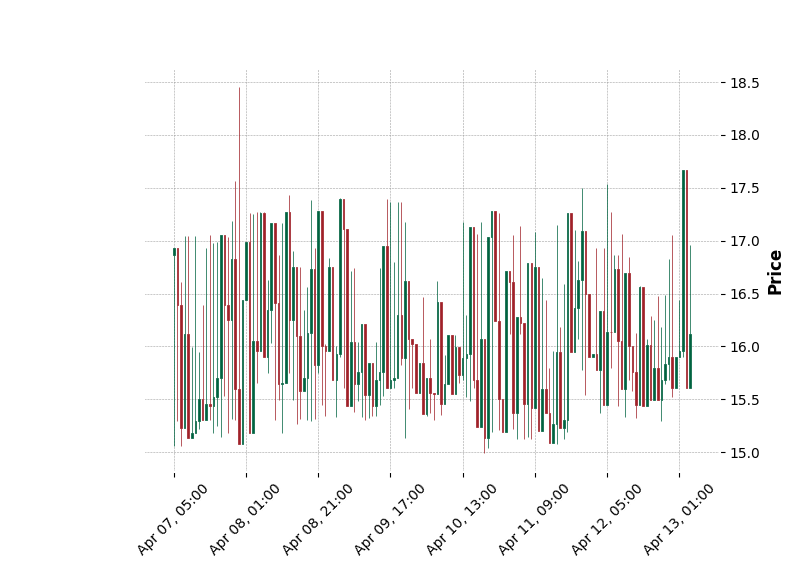 18.5
18.0
17.5
17.0
16.5
16.0
15.5
15.0
Price
Apr 07, 05:00
Apr 08, 01:00
Apr 08, 21:00
Apr 09, 17:00
Apr 10, 13:00
Apr 11, 09:00
Apr 12, 05:00
Apr 13, 01:00